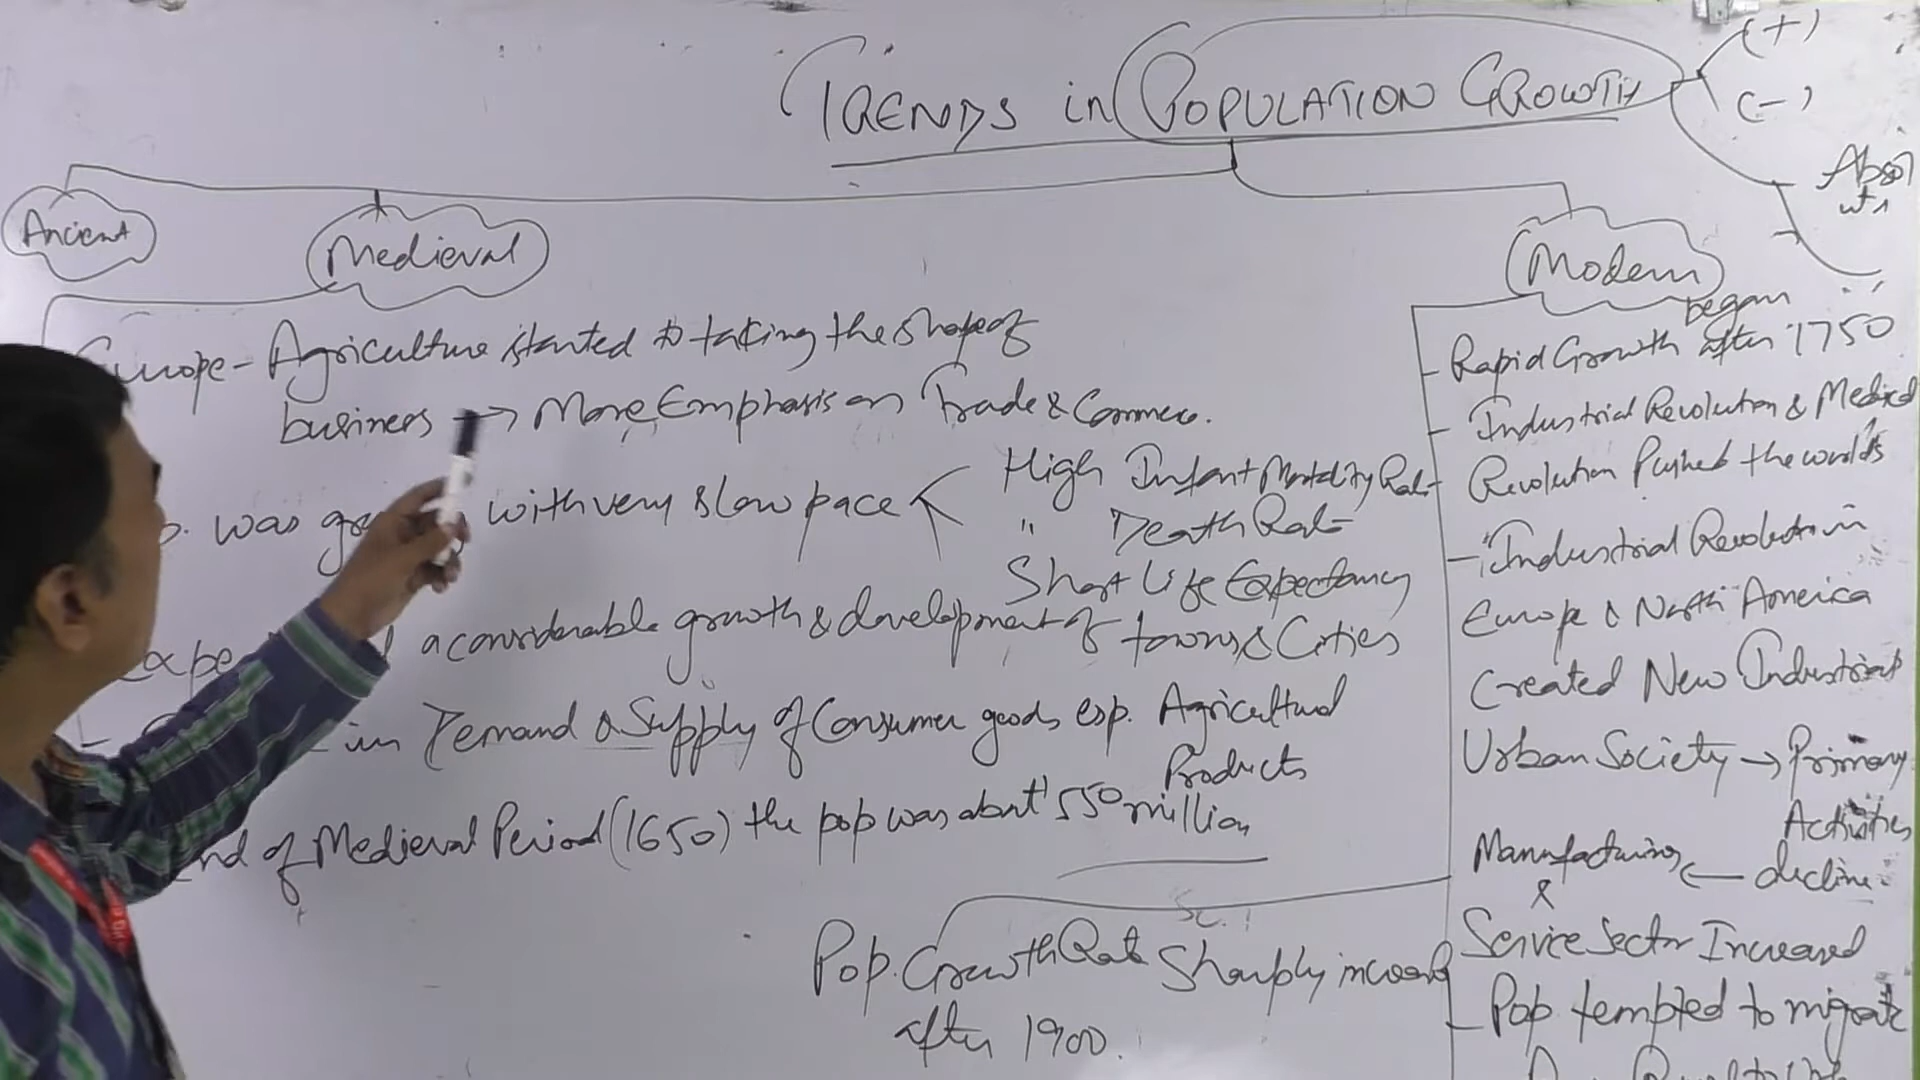 TRENDS in POPULATION GROWTH
(+)
(-)
Ancient
Medieval
Modern
Europe - Agriculture started to taking the shape of
business → More Emphasis on Trade & Commerce.
was with very slow pace
High Infant Mortality Rate
" Death Rate
Short Life Expectancy
a considerable growth & development of towns & Cities
in Demand & Supply of Consumer goods esp. Agricultural
Products
End of Medieval Period (1650) the pop was about 550 million
began
Rapid Growth after 1750
Industrial Revolution & Medical
Revolution Pushed the world's
Industrial Revolution in
Europe & North America
Created New Industrial
Urban Society → Primary
Activities
Manufacturing ← decline.
&
Service Sector Increased
Pop tempted to migrate
Pop. Growth Rate Sharply increased
after 1900.